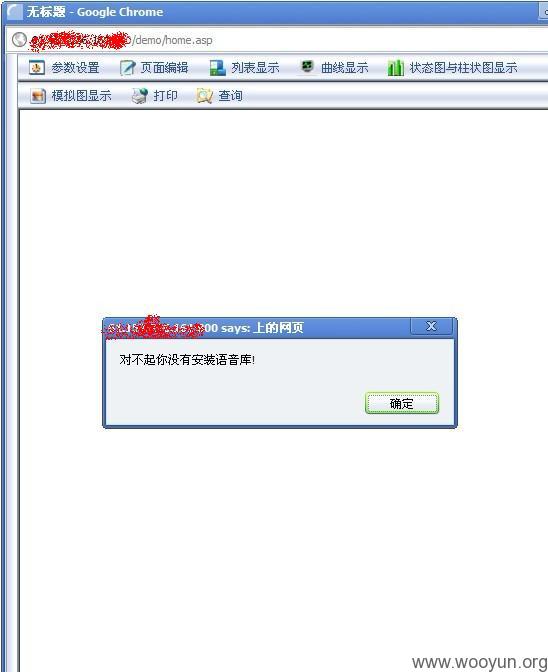 无标题 - Google Chrome
/demo/home.asp
参数设置 页面编辑 列表显示 曲线显示 状态图与柱状图显示
模拟图显示 打印 查询
00 says: 上的网页
对不起你没有安装语音库!
确定
www.wooyun.org